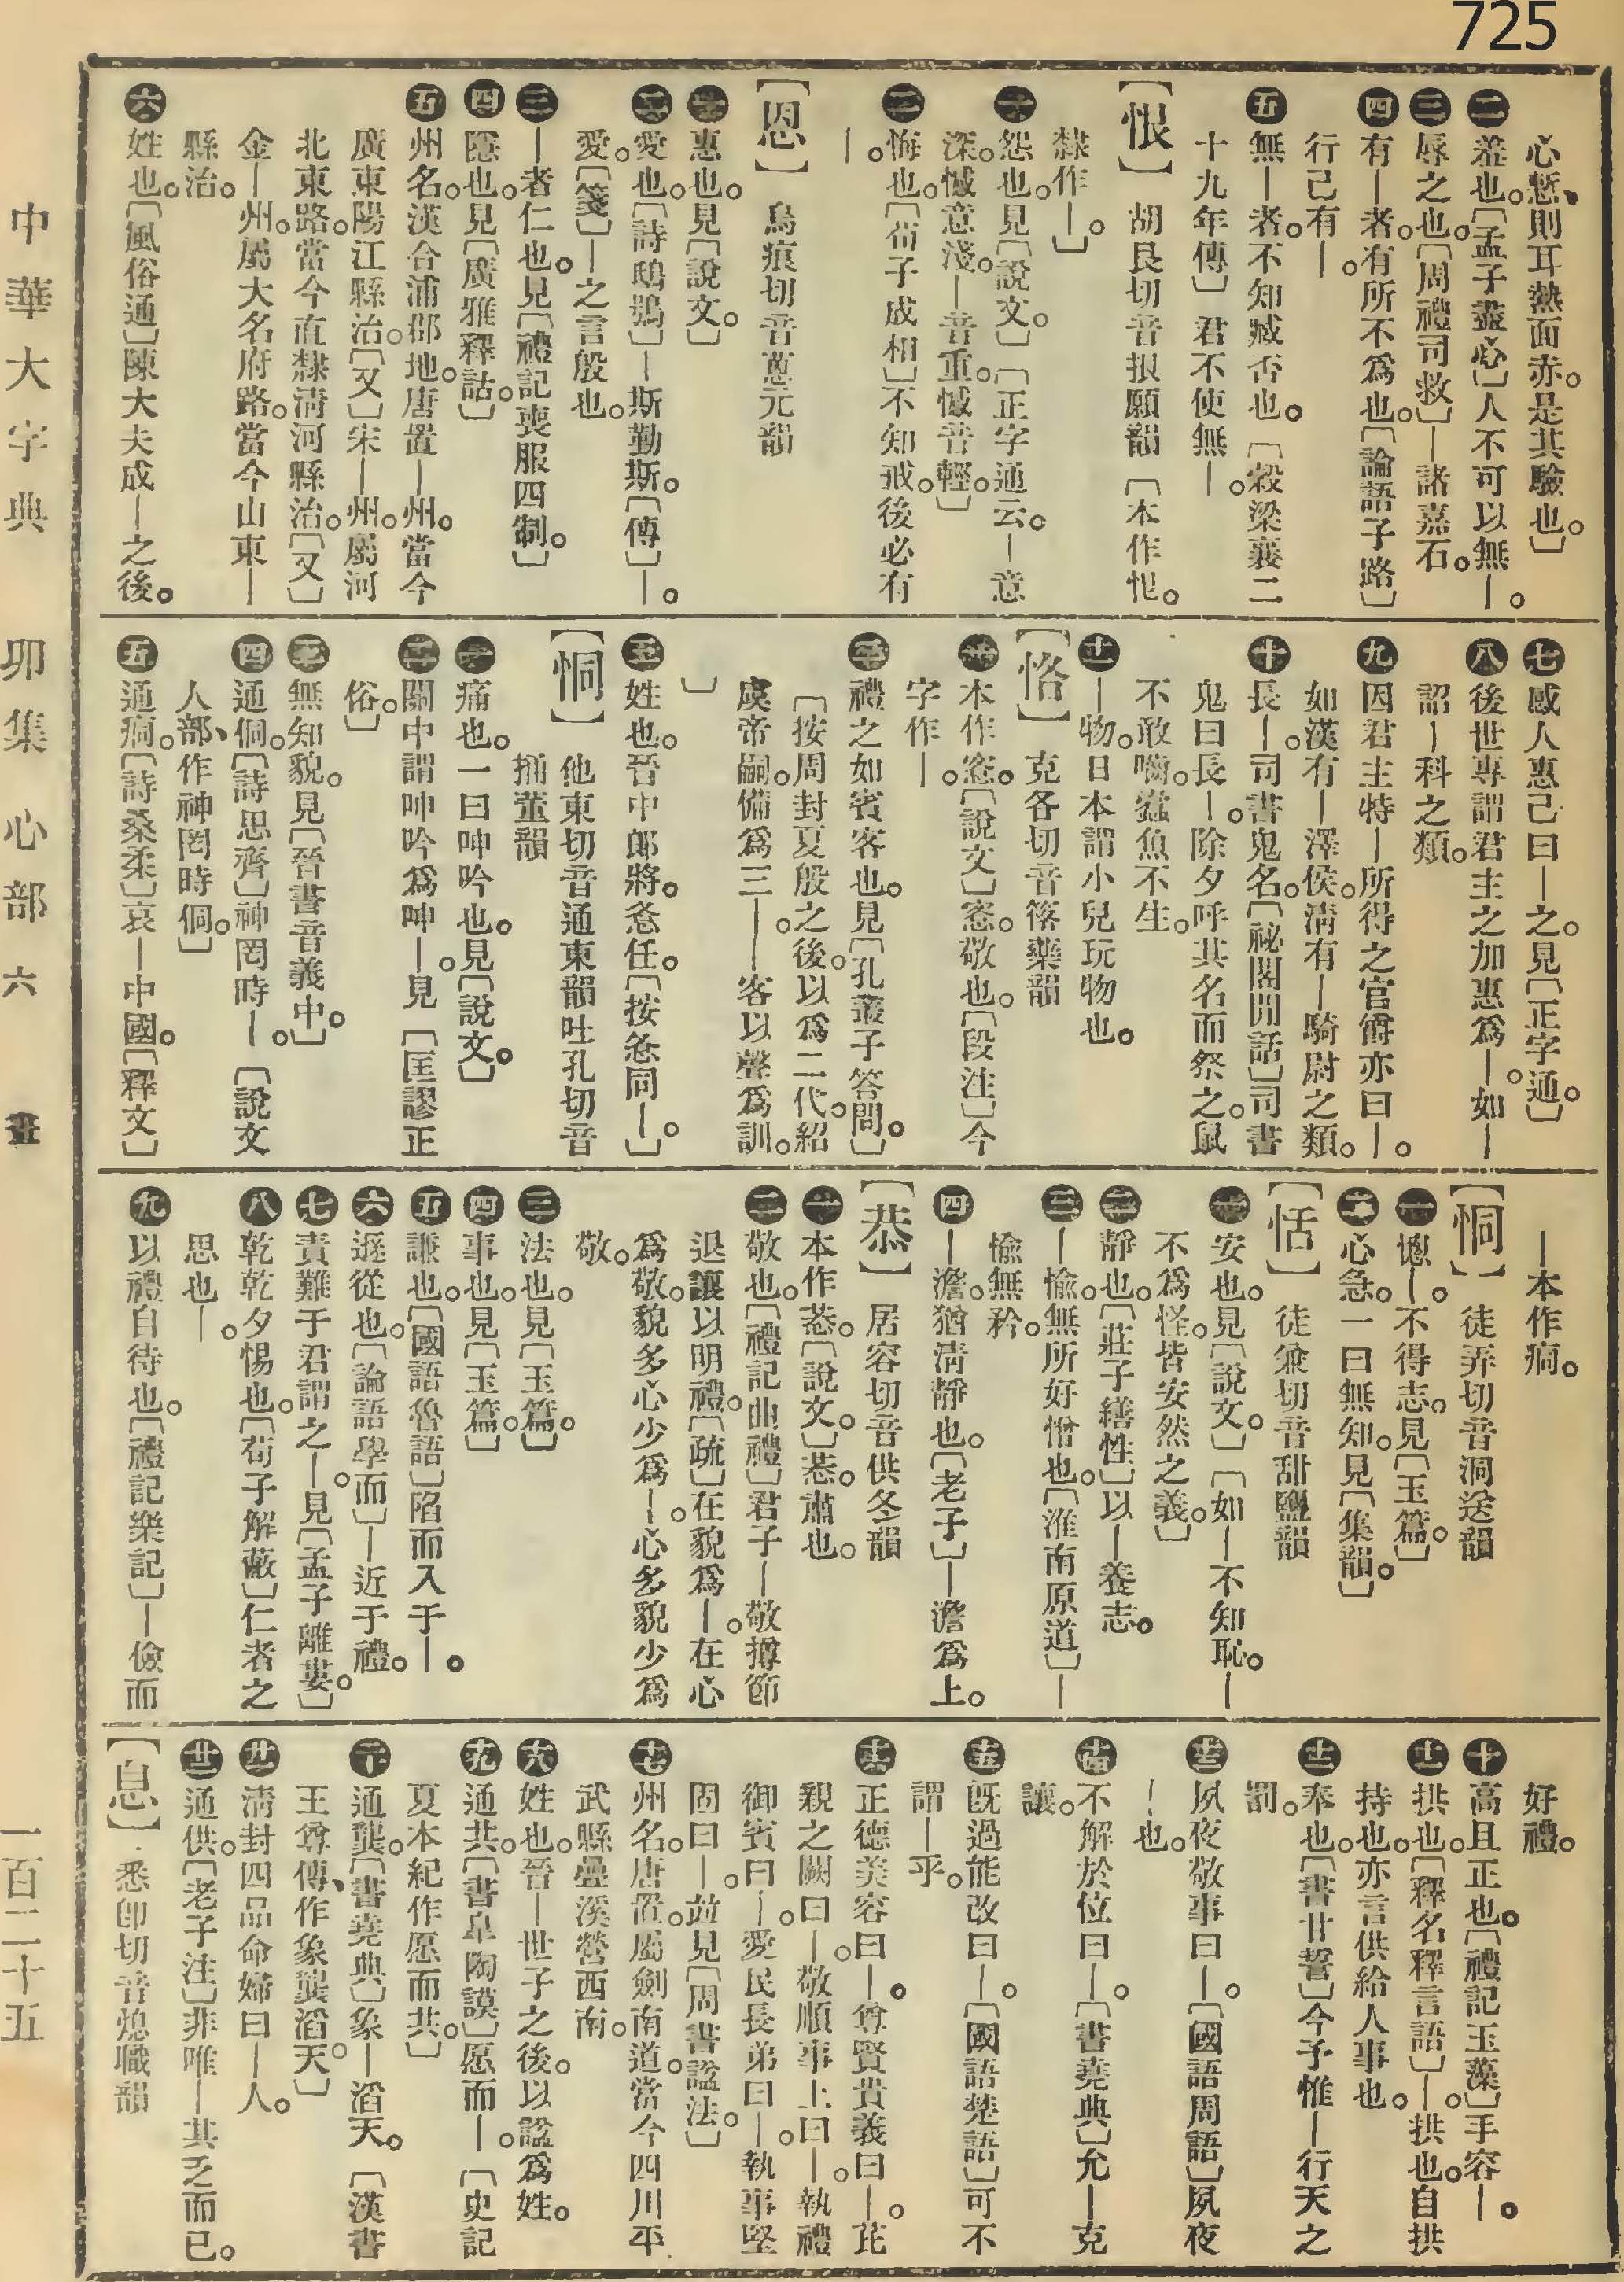 725
心慙、則耳熱面赤。是其驗也。〕
㊁羞也。〔孟子盡心〕人不可以無—。
㊂辱之也。〔周禮司救〕—諸嘉石。
㊃有—者。有所不為也。〔論語子路〕
行己有—。
㊄無—者。不知臧否也。〔穀梁襄二
十九年傳〕君不使無—。
【恨】胡艮切音拫願韻〔本作恨。
隸作—。〕
㊀怨也。見〔說文。〕〔正字通云。—意
深。憾意淺。—音重。憾音輕。〕
㊁悔也。〔荀子成相〕不知戒。後必有
—。
【恩】烏痕切音蒽元韻
㊀惠也。見〔說文。〕
㊁愛也。〔詩鴟鴞〕—斯勤斯。〔傳〕—。
愛。〔箋〕—之言殷也。
㊂—者仁也。見〔禮記喪服四制。〕
㊃隱也。見〔廣雅釋詁。〕
㊄州名。漢合浦郡地。唐置—州。當今
廣東陽江縣治。〔又〕宋—州。屬河
北東路。當今直隸淸河縣治。〔又〕
金—州。屬大名府路。當今山東—
縣治。
㊅姓也。〔風俗通〕陳大夫成—之後。
㊆感人惠己曰—之。見〔正字通。〕
㊇後世專謂君主之加惠爲—。如—
詔—科之類。
㊈因君主特—所得之官爵亦曰—。
如漢有—澤侯。淸有—騎尉之類。
㊉長—。司書鬼名。〔祕閣閒話〕司書
鬼曰長—。除夕呼其名而祭之。鼠
不敢嚙。蠹魚不生。
⑪—物。日本謂小兒玩物也。
【恪】克各切音䘔藥韻
㊀本作愙。〔說文〕愙。敬也。〔段注〕今
字作—。
㊁禮之如賓客也。見〔孔叢子答問。〕
〔按周封夏殷之後。以爲二代。紹
虞帝嗣。備爲三—。—客以聲爲訓。
〕
㊂姓也。晉中郞將。愙任。〔按愙同—。〕
【恫】他東切音通東韻吐孔切音
捅董韻
㊀痛也。一曰呻吟也。見〔說文。〕
㊁關中謂呻吟爲呻—。見〔匡謬正
俗。〕
㊂無知貌。見〔晉書音義中。〕
㊃通侗。〔詩思齊〕神罔時—。〔說文
人部、作神罔時侗。〕
㊄通痌。〔詩桑柔〕哀—中國。〔釋文〕
—本作痌。
【恫】徒弄切音洞送韻
㊀憁—。不得志。見〔玉篇。〕
㊁心急。一曰無知。見〔集韻。〕
【恬】徒兼切音甜鹽韻
㊀安也。見〔說文。〕〔如—不知恥。—
不爲怪。皆安然之義。〕
㊁靜也。〔莊子繕性〕以—養志。
㊂—愉。無所好憎也。〔淮南原道〕—
愉無矜。
㊃—澹。猶淸靜也。〔老子〕—澹爲上。
【恭】居容切音供冬韻
㊀本作㳟。〔說文。〕㳟。肅也。
㊁敬也。〔禮記曲禮〕君子—敬撙節
退讓以明禮。〔疏〕在貌爲—。在心
爲敬。貌多心少爲—。心多貌少爲
敬。
㊂法也。見〔玉篇。〕
㊃事也。見〔玉篇。〕
㊄謙也。〔國語魯語〕陷而入于—。
㊅遜從也。〔論語學而〕—近于禮。
㊆責難于君謂之—。見〔孟子離婁。〕
㊇乾乾夕惕也。〔荀子解蔽〕仁者之
思也—。
㊈以禮自待也。〔禮記樂記〕—儉而
好禮。
㊉高且正也。〔禮記玉藻〕手容—。
⑪拱也。〔釋名釋言語〕—。拱也。自拱
持也。亦言供給人事也。
⑫奉也。〔書甘誓〕今予惟—行天之
罰。
⑬夙夜敬事曰—。〔國語周語〕夙夜
—也。
⑭不解於位曰—。〔書堯典〕允—克
讓。
⑮旣過能改曰—。〔國語楚語〕可不
謂—乎。
⑯正德美容曰—。尊賢貴義曰—。芘
親之闕曰—。敬順事上曰—。執禮
御賓曰—。愛民長弟曰—。執事堅
固曰—。竝見〔周書謚法。〕
⑰州名。唐置。屬劍南道。當今四川平
武縣疊溪營西南。
⑱姓也。晉—世子之後。以謚爲姓。
⑲通共。〔書皋陶謨〕愿而—。〔史記
夏本紀作愿而共。〕
⑳通龔。〔書堯典〕象—滔天。〔漢書
王尊傳、作象龔滔天。〕
㉑淸封四品命婦曰—人。
㉒通供。〔老子注〕非唯—其乏而已。
【息】悉卽切音熄職韻
中華大字典 卯集 心部 六畫 一百二十五